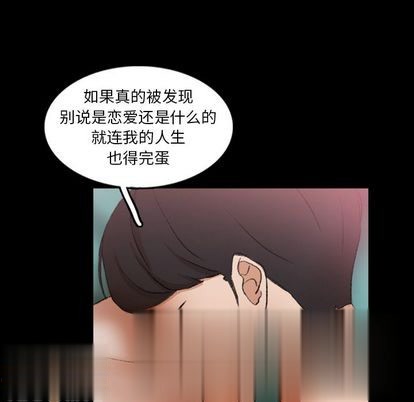 如果真的被发现
别说是恋爱还是什么的
就连我的人生
也得完蛋